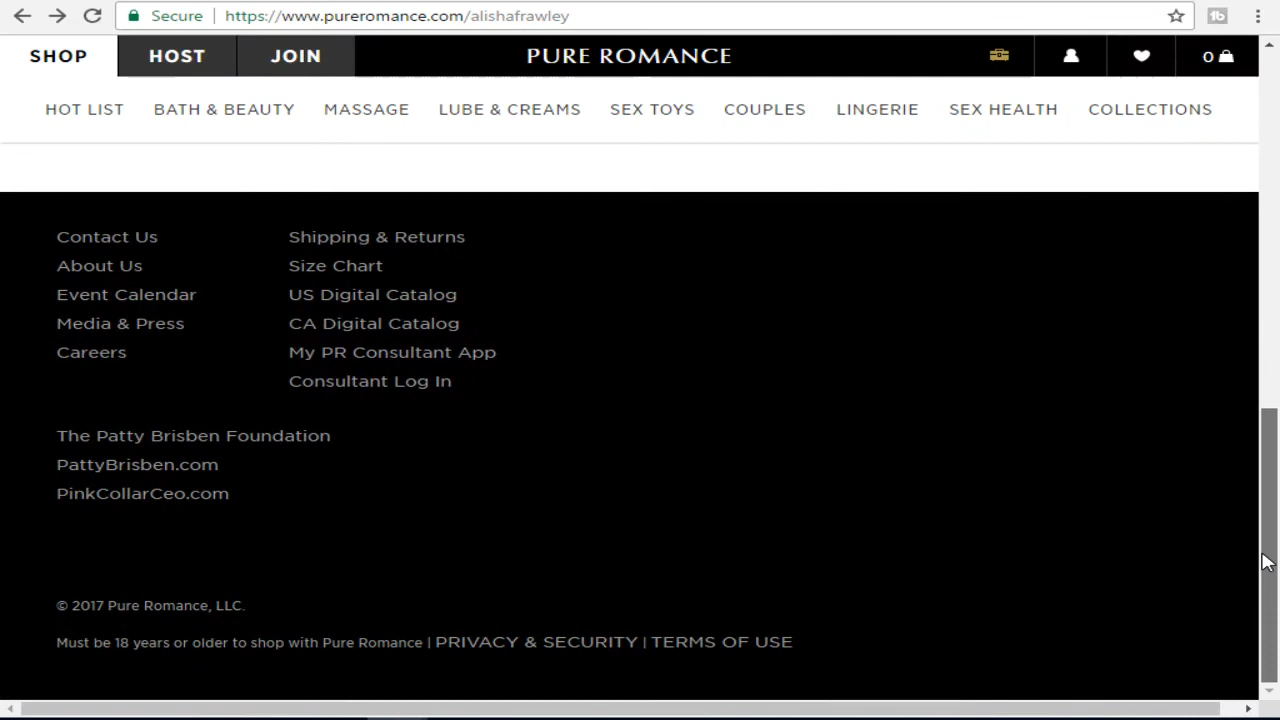 Secure | https://www.pureromance.com/alishafrawley
SHOP HOST JOIN PURE ROMANCE 0
HOT LIST BATH & BEAUTY MASSAGE LUBE & CREAMS SEX TOYS COUPLES LINGERIE SEX HEALTH COLLECTIONS
Contact Us Shipping & Returns
About Us Size Chart
Event Calendar US Digital Catalog
Media & Press CA Digital Catalog
Careers My PR Consultant App
Consultant Log In
The Patty Brisben Foundation
PattyBrisben.com
PinkCollarCeo.com
© 2017 Pure Romance, LLC.
Must be 18 years or older to shop with Pure Romance | PRIVACY & SECURITY | TERMS OF USE